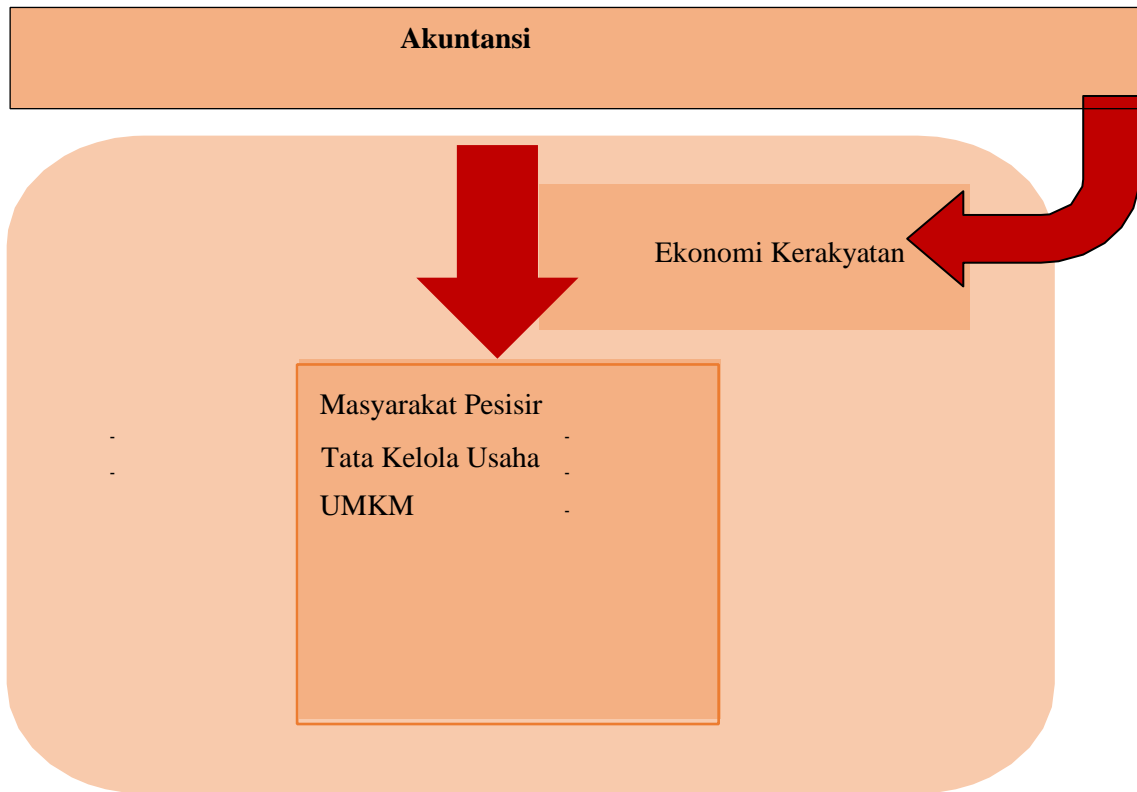 Akuntansi
Ekonomi Kerakyatan
Masyarakat Pesisir
-
-
Tata Kelola Usaha
-
-
UMKM
-